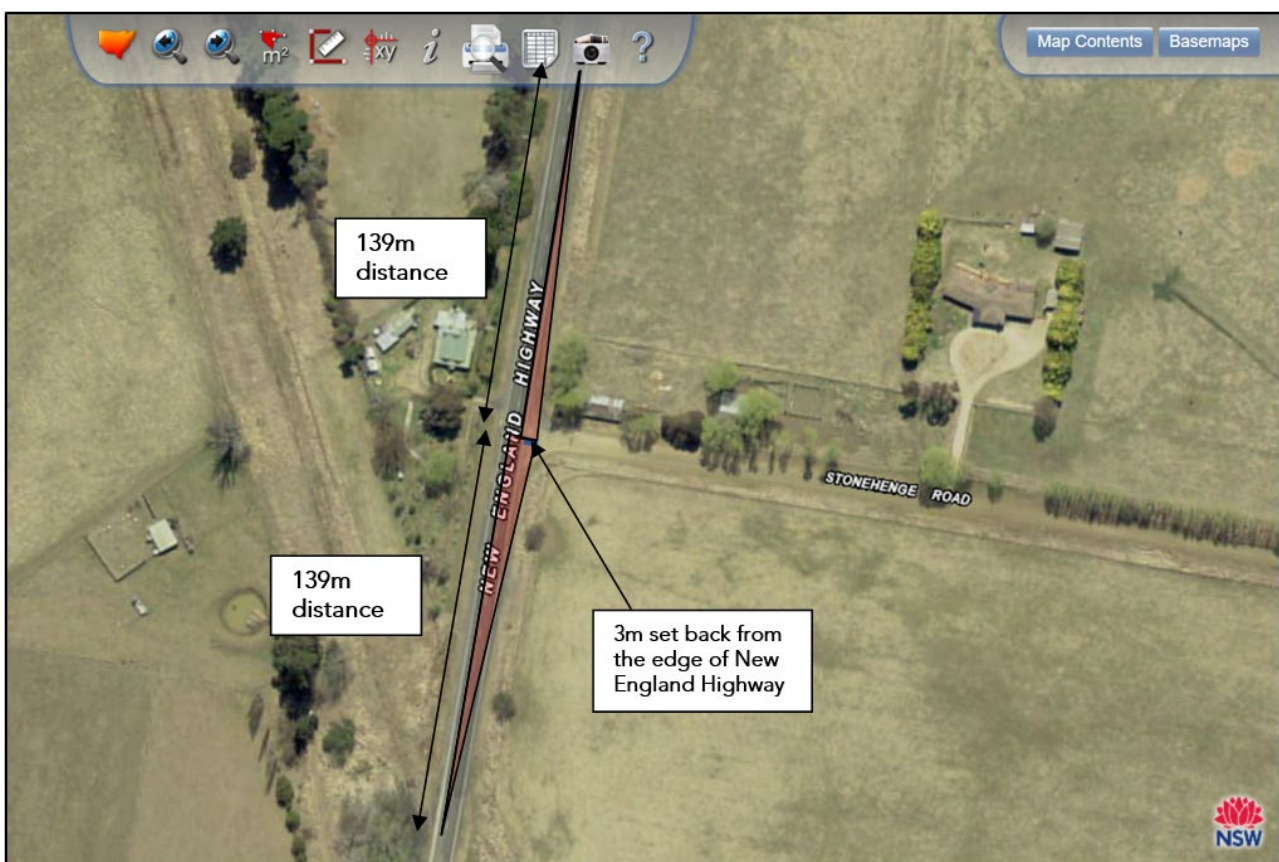 m²
xy
i
?
Map Contents
Basemaps
139m
distance
NEW ENGLAND HIGHWAY
STONEHENGE ROAD
139m
distance
3m set back from
the edge of New
England Highway
NSW